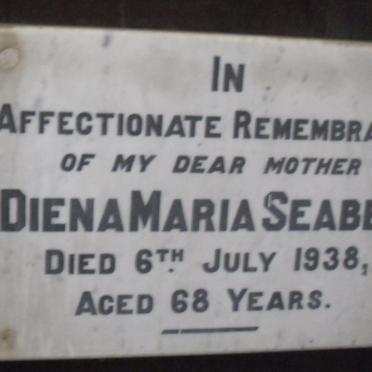 IN
AFFECTIONATE REMEMBRA
OF MY DEAR MOTHER
DIENA MARIA SEABE
DIED 6TH. JULY 1938,
AGED 68 YEARS.